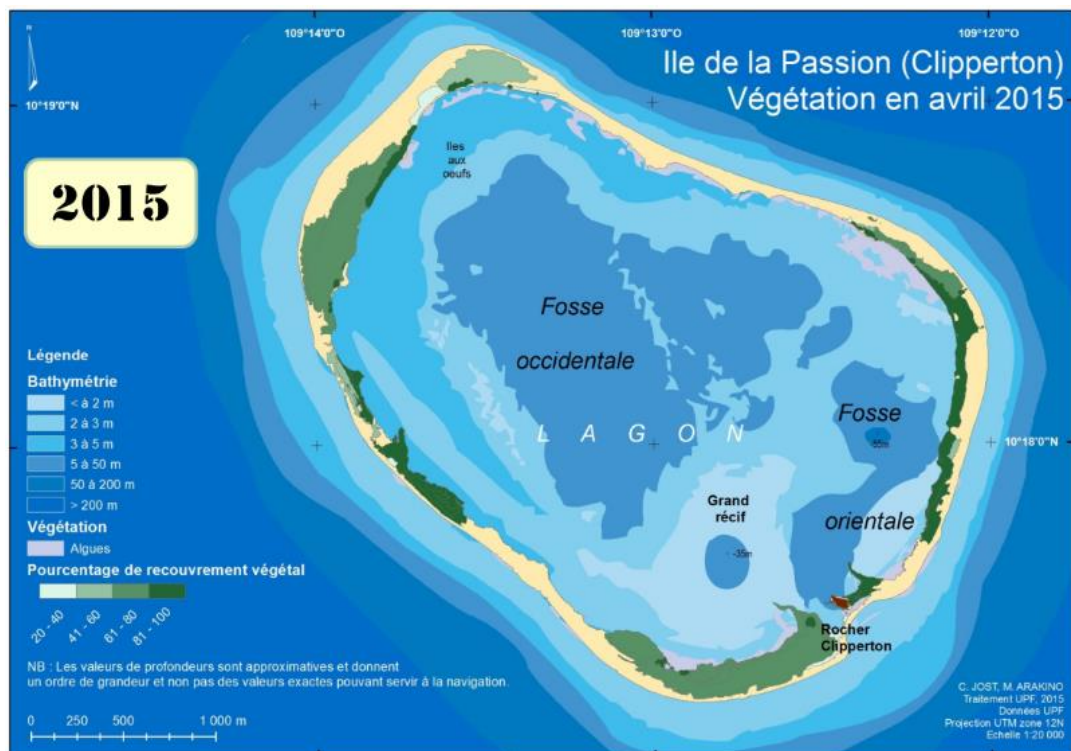 109°14'0"O
109°13'0"O
109°12'0"O
N
Ile de la Passion (Clipperton)
Végétation en avril 2015
10°19'0"N
2015
Iles
aux
oeufs
Fosse
occidentale
LAGON
Fosse
-55m
10°18'0"N
Grand
récif
orientale
-35m
Rocher
Clipperton
Légende
Bathymétrie
< à 2 m
2 à 3 m
3 à 5 m
5 à 50 m
50 à 200 m
> 200 m
Végétation
Algues
Pourcentage de recouvrement végétal
20 - 40
41 - 60
61 - 80
81 - 100
NB : Les valeurs de profondeurs sont approximatives et donnent
un ordre de grandeur et non pas des valeurs exactes pouvant servir à la navigation.
0 250 500 1 000 m
C. JOST, M. ARAKINO
Traitement UPF, 2015
Données UPF
Projection UTM zone 12N
Echelle 1:20 000